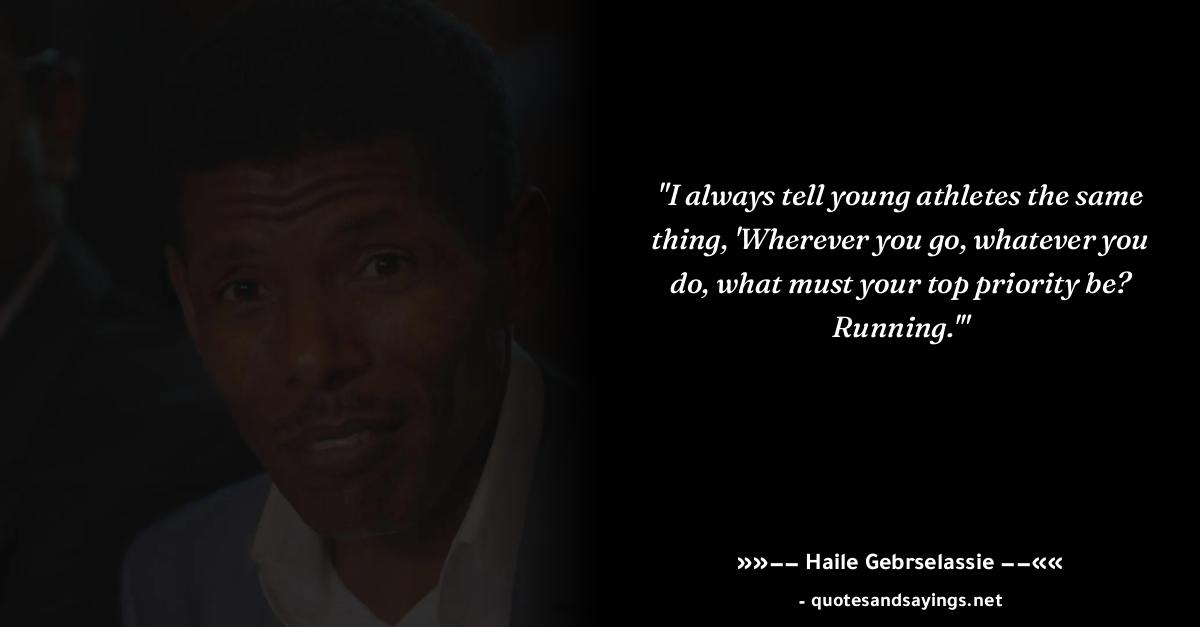 "I always tell young athletes the same
thing, 'Wherever you go, whatever you
do, what must your top priority be?
Running.'"
»»–– Haile Gebrselassie ––««
- quotesandsayings.net